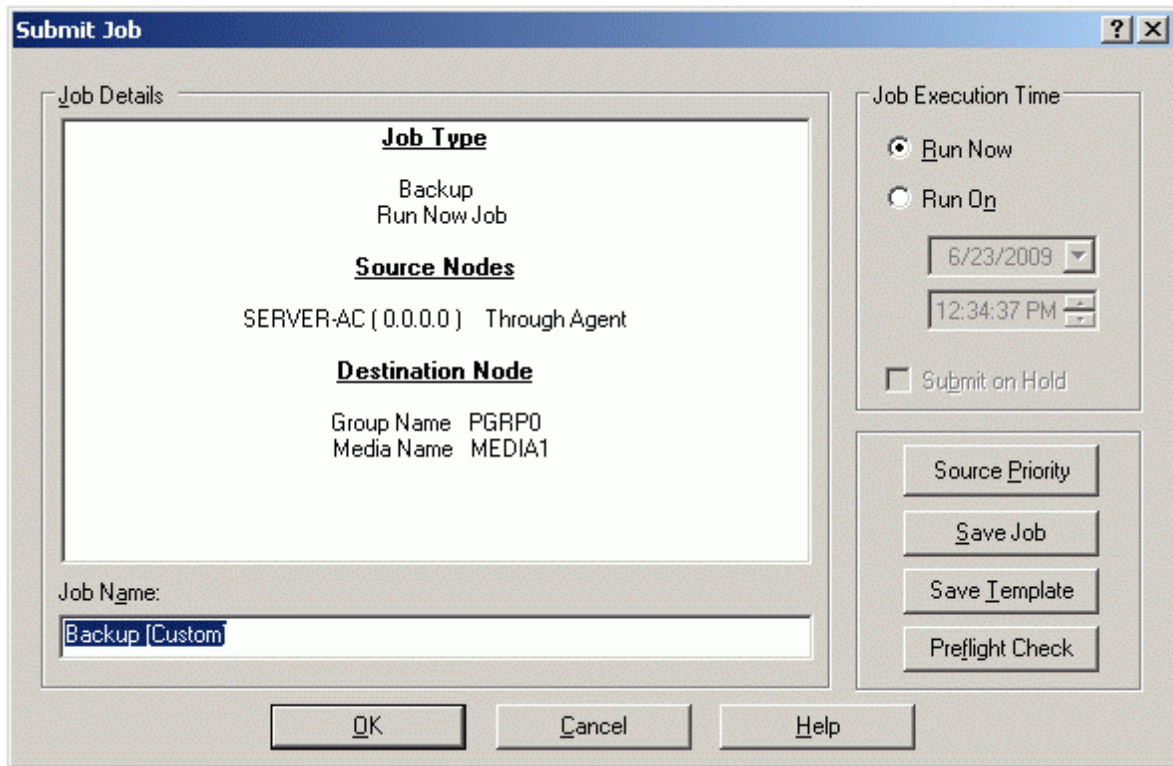 Submit Job
Job Details
Job Type
Backup
Run Now Job
Source Nodes
SERVER-AC ( 0.0.0.0 ) Through Agent
Destination Node
Group Name PGRP0
Media Name MEDIA1
Job Name:
Backup [Custom]
Job Execution Time
Run Now
Run On
6/23/2009
12:34:37 PM
Submit on Hold
Source Priority
Save Job
Save Template
Preflight Check
OK
Cancel
Help